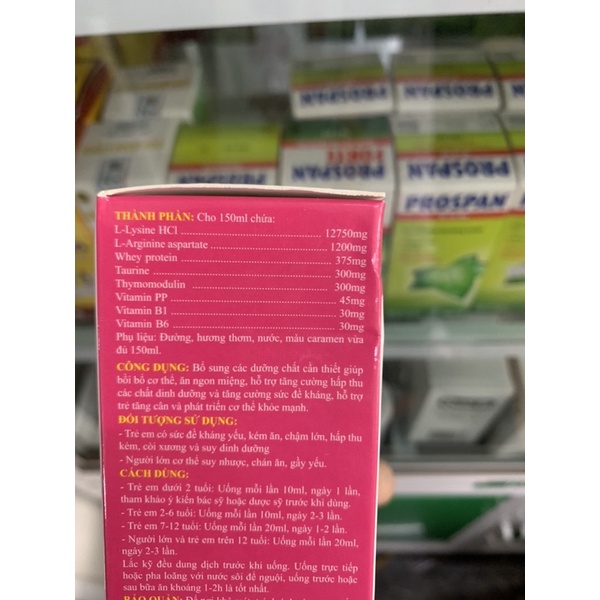 PROSPAN
PROSPAN
PROSPAN
PROSPAN
FORTE
PROSPAN
PROSPAN
THÀNH PHẦN: Cho 150ml chứa:
L-Lysine HCl 12750mg
L-Arginine aspartate 1200mg
Whey protein 375mg
Taurine 300mg
Thymomodulin 300mg
Vitamin PP 45mg
Vitamin B1 30mg
Vitamin B6 30mg
Phụ liệu: Đường, hương thơm, nước, màu caramen vừa
đủ 150ml.
CÔNG DỤNG: Bổ sung các dưỡng chất cần thiết giúp
bồi bổ cơ thể, ăn ngon miệng, hỗ trợ tăng cường hấp thu
các chất dinh dưỡng và tăng cường sức đề kháng, hỗ trợ
trẻ tăng cân và phát triển cơ thể khỏe mạnh.
ĐỐI TƯỢNG SỬ DỤNG:
- Trẻ em có sức đề kháng yếu, kém ăn, chậm lớn, hấp thu
kém, còi xương và suy dinh dưỡng
- Người lớn cơ thể suy nhược, chán ăn, gầy yếu.
CÁCH DÙNG:
- Trẻ em dưới 2 tuổi: Uống mỗi lần 10ml, ngày 1 lần,
tham khảo ý kiến bác sỹ hoặc dược sỹ trước khi dùng.
- Trẻ em 2-6 tuổi: Uống mỗi lần 10ml, ngày 2-3 lần.
- Trẻ em 7-12 tuổi: Uống mỗi lần 20ml, ngày 1-2 lần.
- Người lớn và trẻ em trên 12 tuổi: Uống mỗi lần 20ml,
ngày 2-3 lần.
Lắc kỹ đều dung dịch trước khi uống. Uống trực tiếp
hoặc pha loãng với nước sôi để nguội, uống trước hoặc
sau bữa ăn khoảng 1-2h là tốt nhất.
BẢO QUẢN: